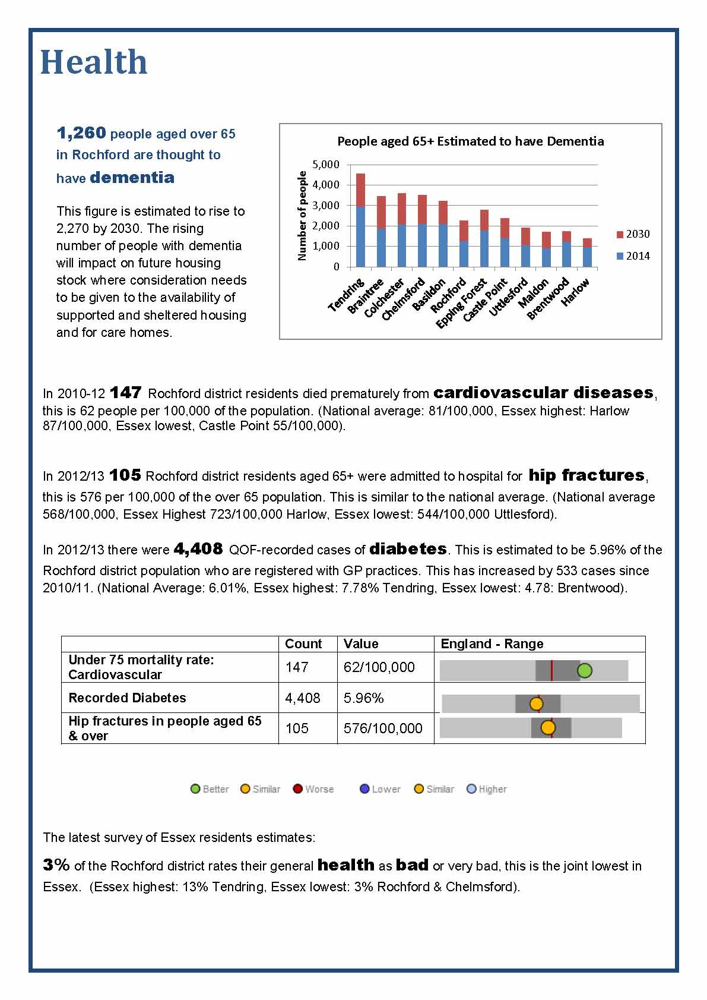 Health
1,260 people aged over 65
in Rochford are thought to
have dementia
This figure is estimated to rise to
2,270 by 2030. The rising
number of people with dementia
will impact on future housing
stock where consideration needs
to be given to the availability of
supported and sheltered housing
and for care homes.
People aged 65+ Estimated to have Dementia
Number of people
5,000
4,000
3,000
2,000
1,000
0
Tendring
Braintree
Colchester
Chelmsford
Basildon
Rochford
Epping Forest
Castle Point
Uttlesford
Maldon
Brentwood
Harlow
2030
2014
In 2010-12 147 Rochford district residents died prematurely from cardiovascular diseases,
this is 62 people per 100,000 of the population. (National average: 81/100,000, Essex highest: Harlow
87/100,000, Essex lowest, Castle Point 55/100,000).
In 2012/13 105 Rochford district residents aged 65+ were admitted to hospital for hip fractures,
this is 576 per 100,000 of the over 65 population. This is similar to the national average. (National average
568/100,000, Essex Highest 723/100,000 Harlow, Essex lowest: 544/100,000 Uttlesford).
In 2012/13 there were 4,408 QOF-recorded cases of diabetes. This is estimated to be 5.96% of the
Rochford district population who are registered with GP practices. This has increased by 533 cases since
2010/11. (National Average: 6.01%, Essex highest: 7.78% Tendring, Essex lowest: 4.78: Brentwood).
Count Value England - Range
Under 75 mortality rate:
Cardiovascular
147 62/100,000
Recorded Diabetes 4,408 5.96%
Hip fractures in people aged 65
& over
105 576/100,000
Better Similar Worse Lower Similar Higher
The latest survey of Essex residents estimates:
3% of the Rochford district rates their general health as bad or very bad, this is the joint lowest in
Essex. (Essex highest: 13% Tendring, Essex lowest: 3% Rochford & Chelmsford).